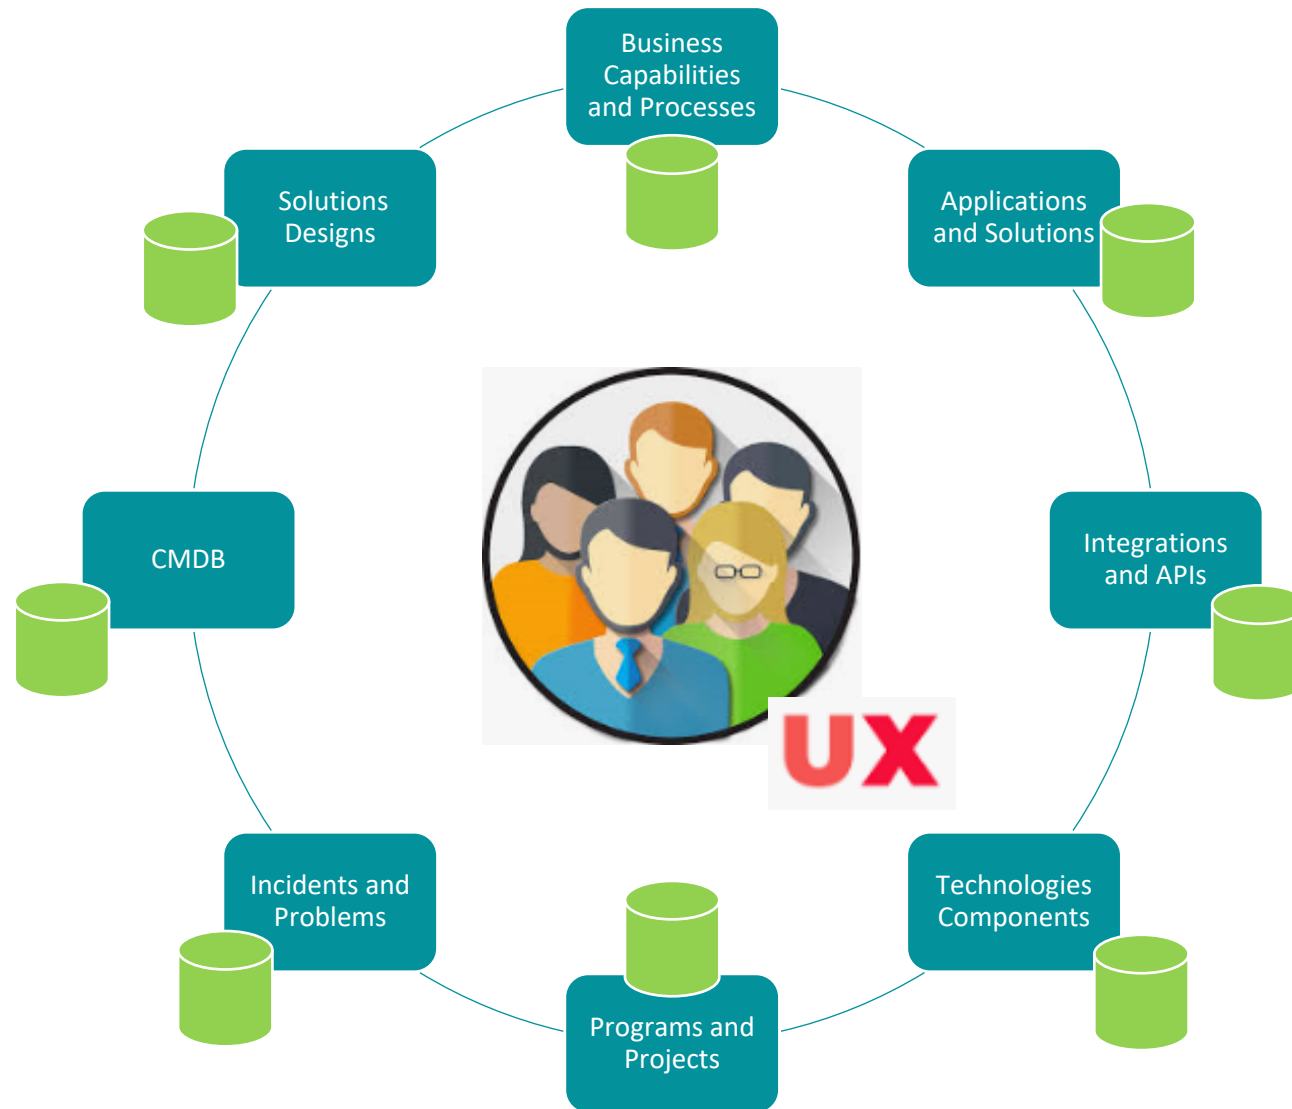 Business
Capabilities
and Processes
Solutions
Designs
Applications
and Solutions
CMDB
Integrations
and APIs
UX
Incidents and
Problems
Technologies
Components
Programs and
Projects